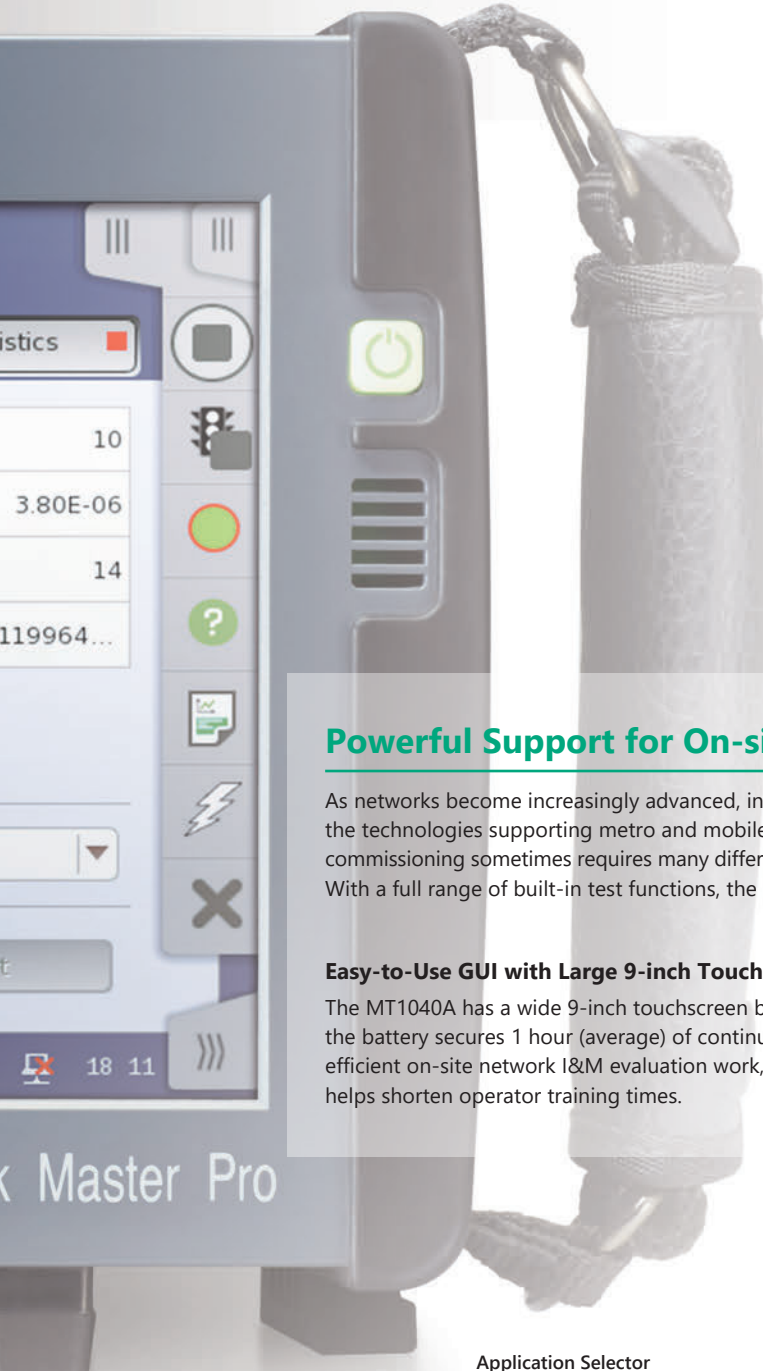 istics
10
3.80E-06
14
119964...
?
18 11
Master Pro
Powerful Support for On-si
As networks become increasingly advanced, in
the technologies supporting metro and mobile
commissioning sometimes requires many differ
With a full range of built-in test functions, the
Easy-to-Use GUI with Large 9-inch Touch
The MT1040A has a wide 9-inch touchscreen b
the battery secures 1 hour (average) of continu
efficient on-site network I&M evaluation work,
helps shorten operator training times.
Application Selector